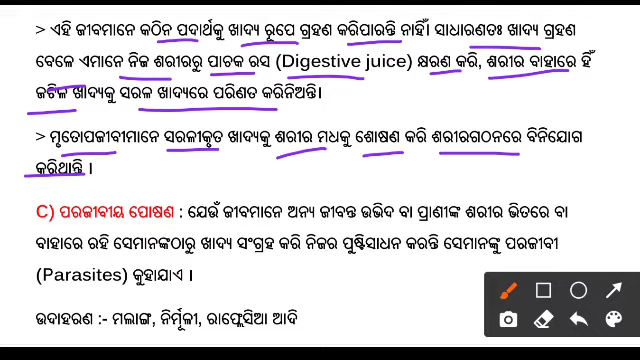 > ଏହି ଜୀବମାନେ କଠିନ ପଦାର୍ଥକୁ ଖାଦ୍ୟ ରୂପେ ଗ୍ରହଣ କରିପାରନ୍ତି ନାହିଁ। ସାଧାରଣତଃ ଖାଦ୍ୟ ଗ୍ରହଣ
ବେଳେ ଏମାନେ ନିଜ ଶରୀରରୁ ପାଚକ ରସ (Digestive juice) କ୍ଷରଣ କରି, ଶରୀର ବାହାରେ ହିଁ
ଜଟିଳ ଖାଦ୍ୟକୁ ସରଳ ଖାଦ୍ୟରେ ପରିଣତ କରିନିଅନ୍ତି।
> ମୃତୋପଜୀବୀମାନେ ସରଳୀକୃତ ଖାଦ୍ୟକୁ ଶରୀର ମଧ୍ୟକୁ ଶୋଷଣ କରି ଶରୀରଗଠନରେ ବିନିଯୋଗ
କରିଥାନ୍ତି ।
C) ପରଜୀବୀୟ ପୋଷଣ : ଯେଉଁ ଜୀବମାନେ ଅନ୍ୟ ଜୀବନ୍ତ ଉଭିଦ ବା ପ୍ରାଣୀଙ୍କ ଶରୀର ଭିତରେ ବା
ବାହାରେ ରହି ସେମାନଙ୍କଠାରୁ ଖାଦ୍ୟ ସଂଗ୍ରହ କରି ନିଜର ପୁଷ୍ଟିସାଧନ କରନ୍ତି ସେମାନଙ୍କୁ ପରଜୀବୀ
(Parasites) କୁହାଯାଏ ।
ଉଦାହରଣ :- ମଲାଙ୍ଗ, ନିର୍ମୂଳୀ, ରାଫ୍ଲେସିଆ ଆଦି